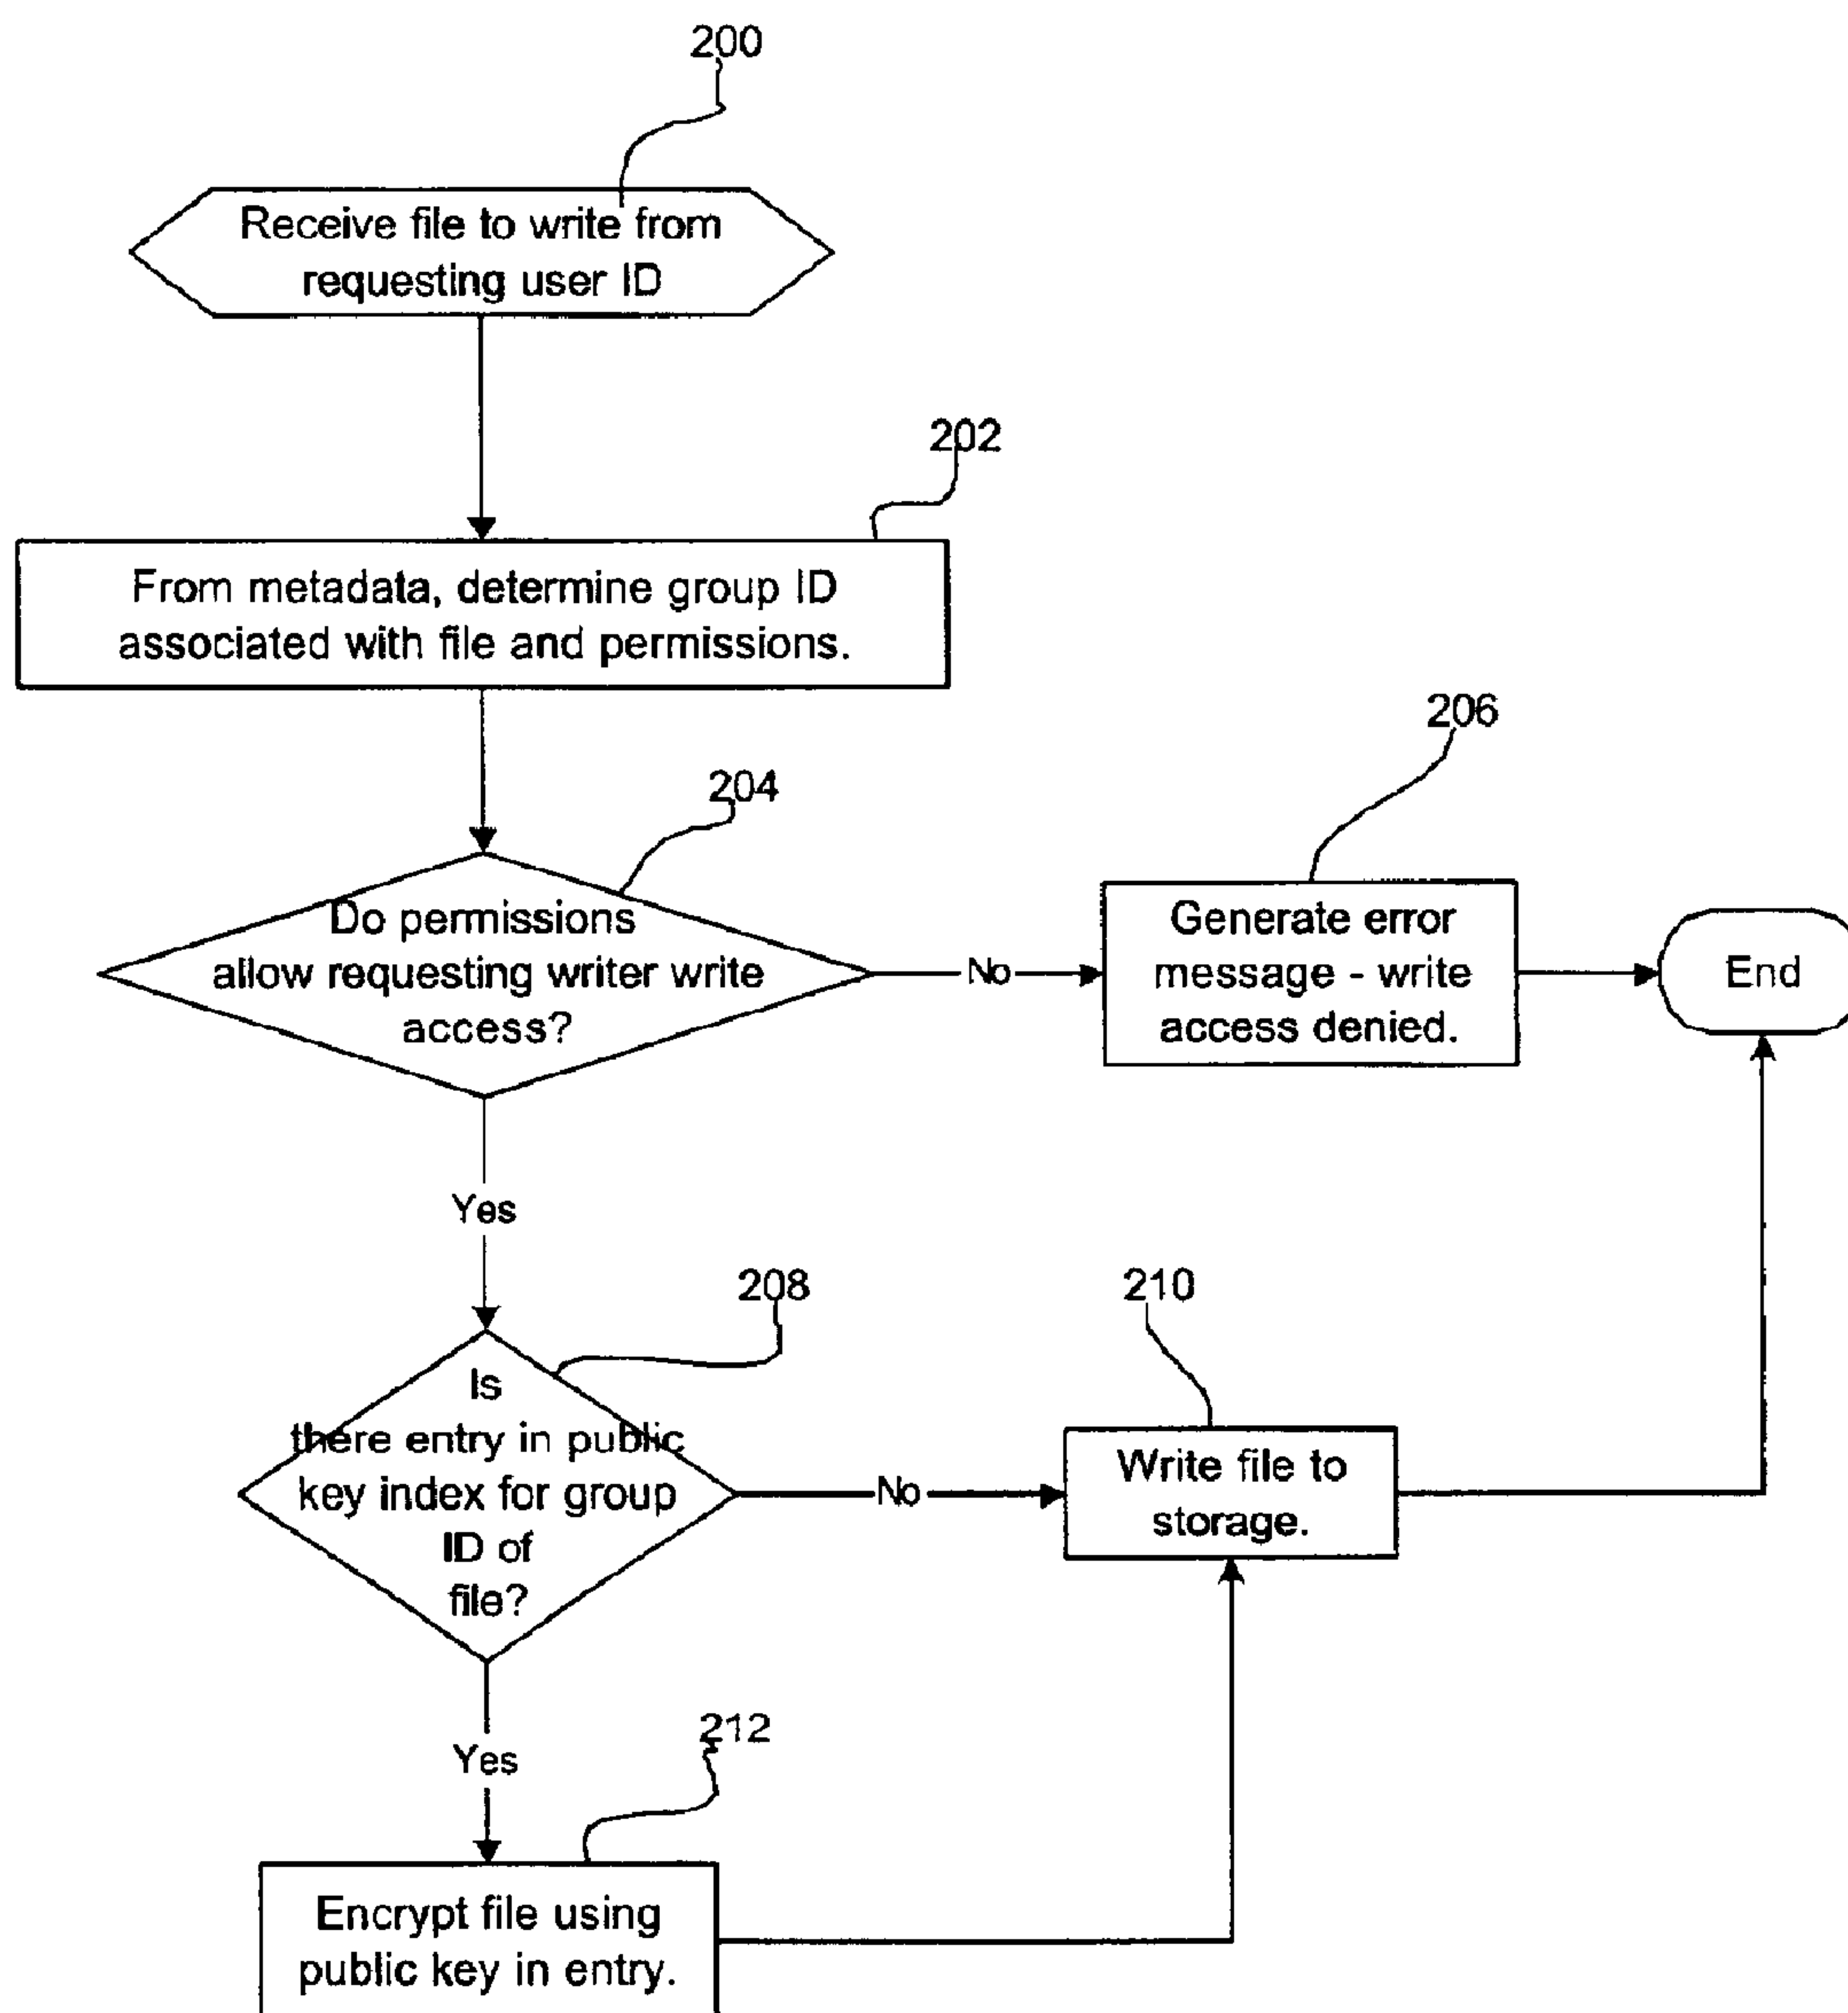 200
Receive file to write from
requesting user ID
202
From metadata, determine group ID
associated with file and permissions.
204
Do permissions
allow requesting writer write
access?
No
206
Generate error
message - write
access denied.
End
Yes
208
Is
there entry in public
key index for group
ID of
file?
No
210
Write file to
storage.
Yes
212
Encrypt file using
public key in entry.